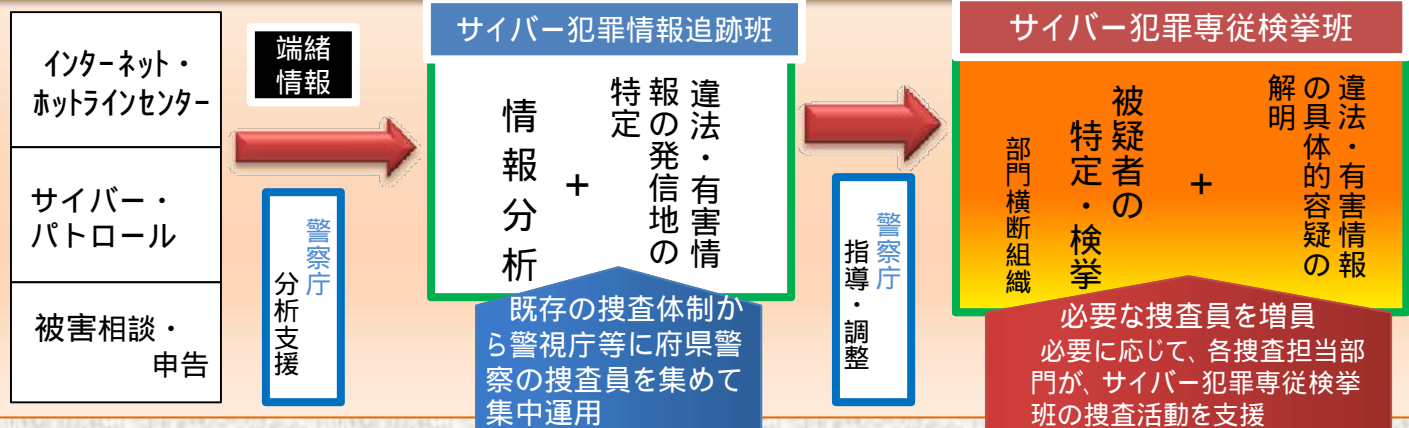 インターネット・
ホットラインセンター
サイバー・
パトロール
被害相談・
申告
端緒
情報
警察庁
分析支援
サイバー犯罪情報追跡班
違法・有害情
報の発信地の
特定
+
情報分析
既存の捜査体制か
ら警視庁等に府県警
察の捜査員を集めて
集中運用
警察庁
指導・調整
サイバー犯罪専従検挙班
違法・有害情報
の具体的容疑の
解明
+
被疑者の
特定・検挙
部門横断組織
必要な捜査員を増員
必要に応じて、各捜査担当部
門が、サイバー犯罪専従検挙
班の捜査活動を支援